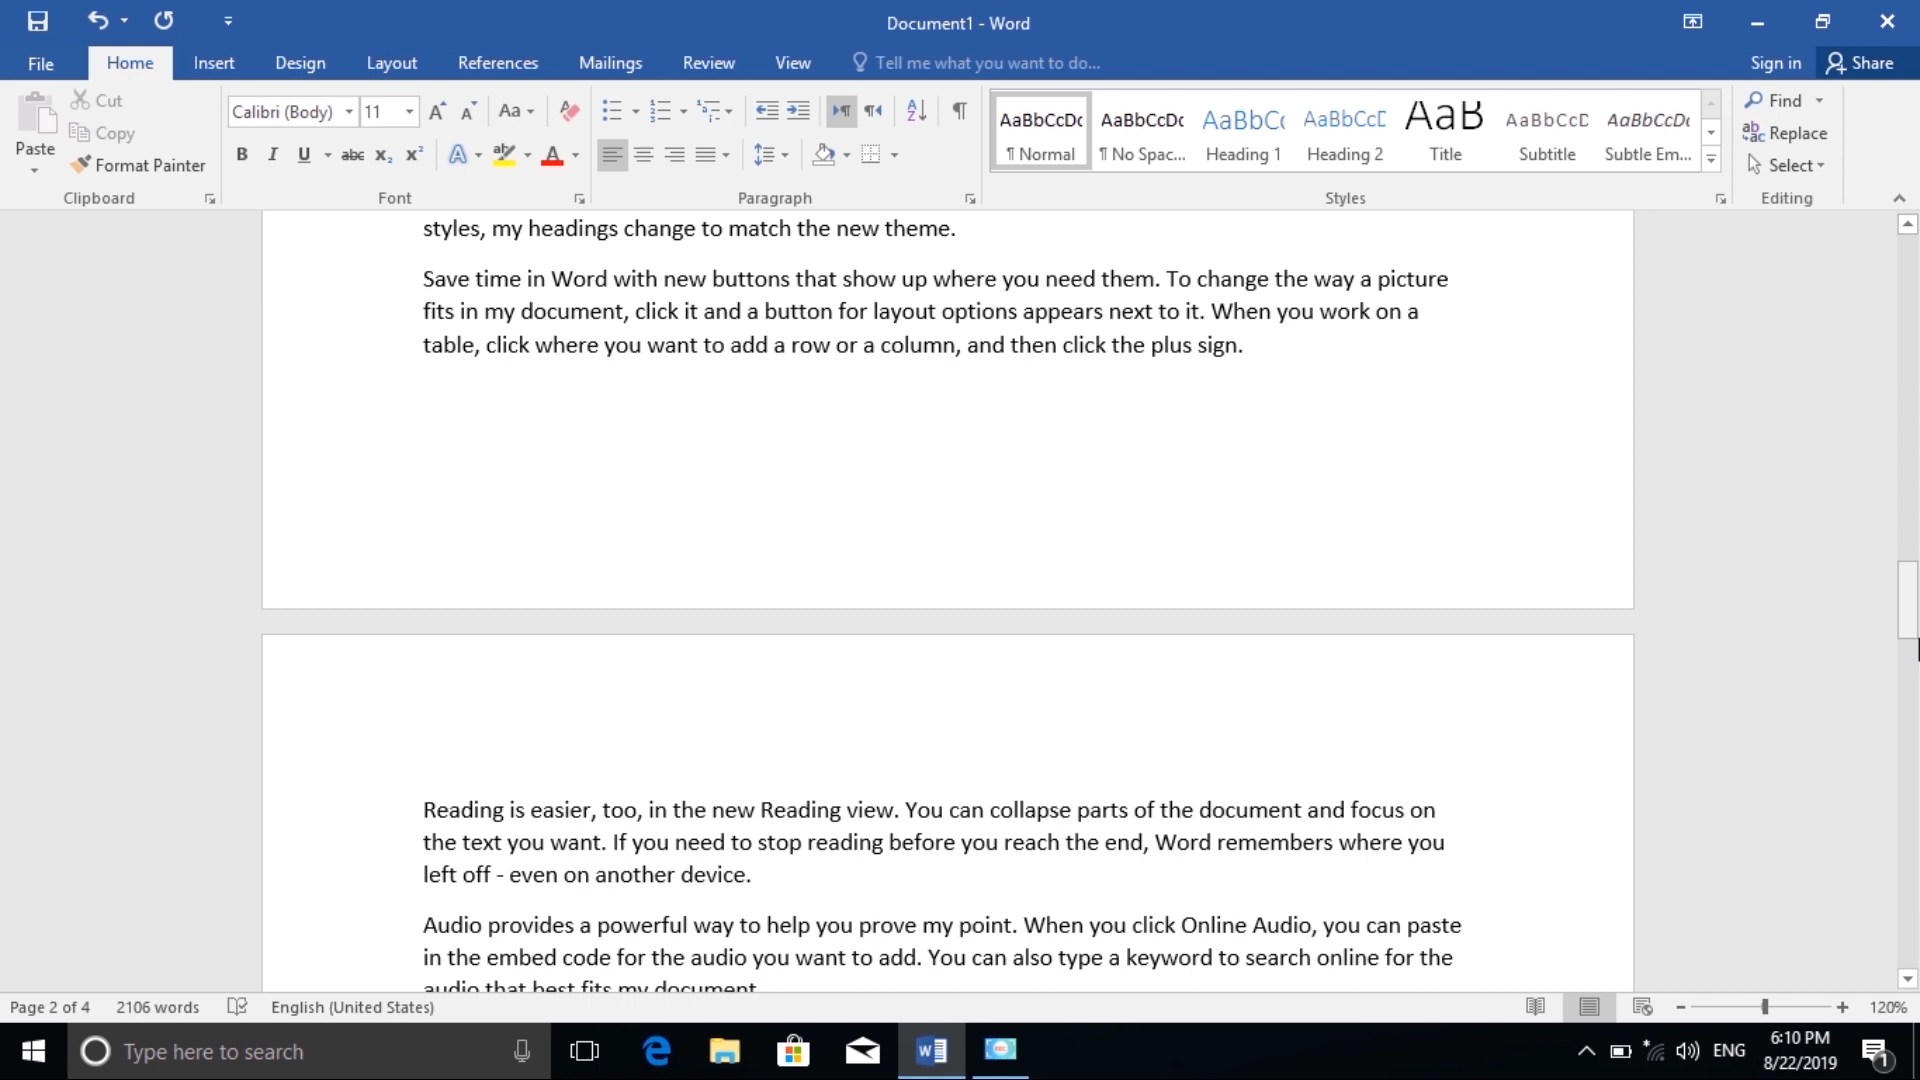 Document1 - Word
File Home Insert Design Layout References Mailings Review View Tell me what you want to do... Sign in Share
Paste
Cut
Copy
Format Painter
Clipboard
Calibri (Body) 11
Font
Paragraph
AaBbCcDc AaBbCcDc AaBbCc AaBbCcD AaB AaBbCcD AaBbCcDc
¶ Normal ¶ No Spac... Heading 1 Heading 2 Title Subtitle Subtle Em...
Styles
Find
Replace
Select
Editing
styles, my headings change to match the new theme.
Save time in Word with new buttons that show up where you need them. To change the way a picture
fits in my document, click it and a button for layout options appears next to it. When you work on a
table, click where you want to add a row or a column, and then click the plus sign.
Reading is easier, too, in the new Reading view. You can collapse parts of the document and focus on
the text you want. If you need to stop reading before you reach the end, Word remembers where you
left off - even on another device.
Audio provides a powerful way to help you prove my point. When you click Online Audio, you can paste
in the embed code for the audio you want to add. You can also type a keyword to search online for the
audio that best fits my document
Page 2 of 4 2106 words English (United States) 120%
Type here to search
ENG
6:10 PM
8/22/2019
1